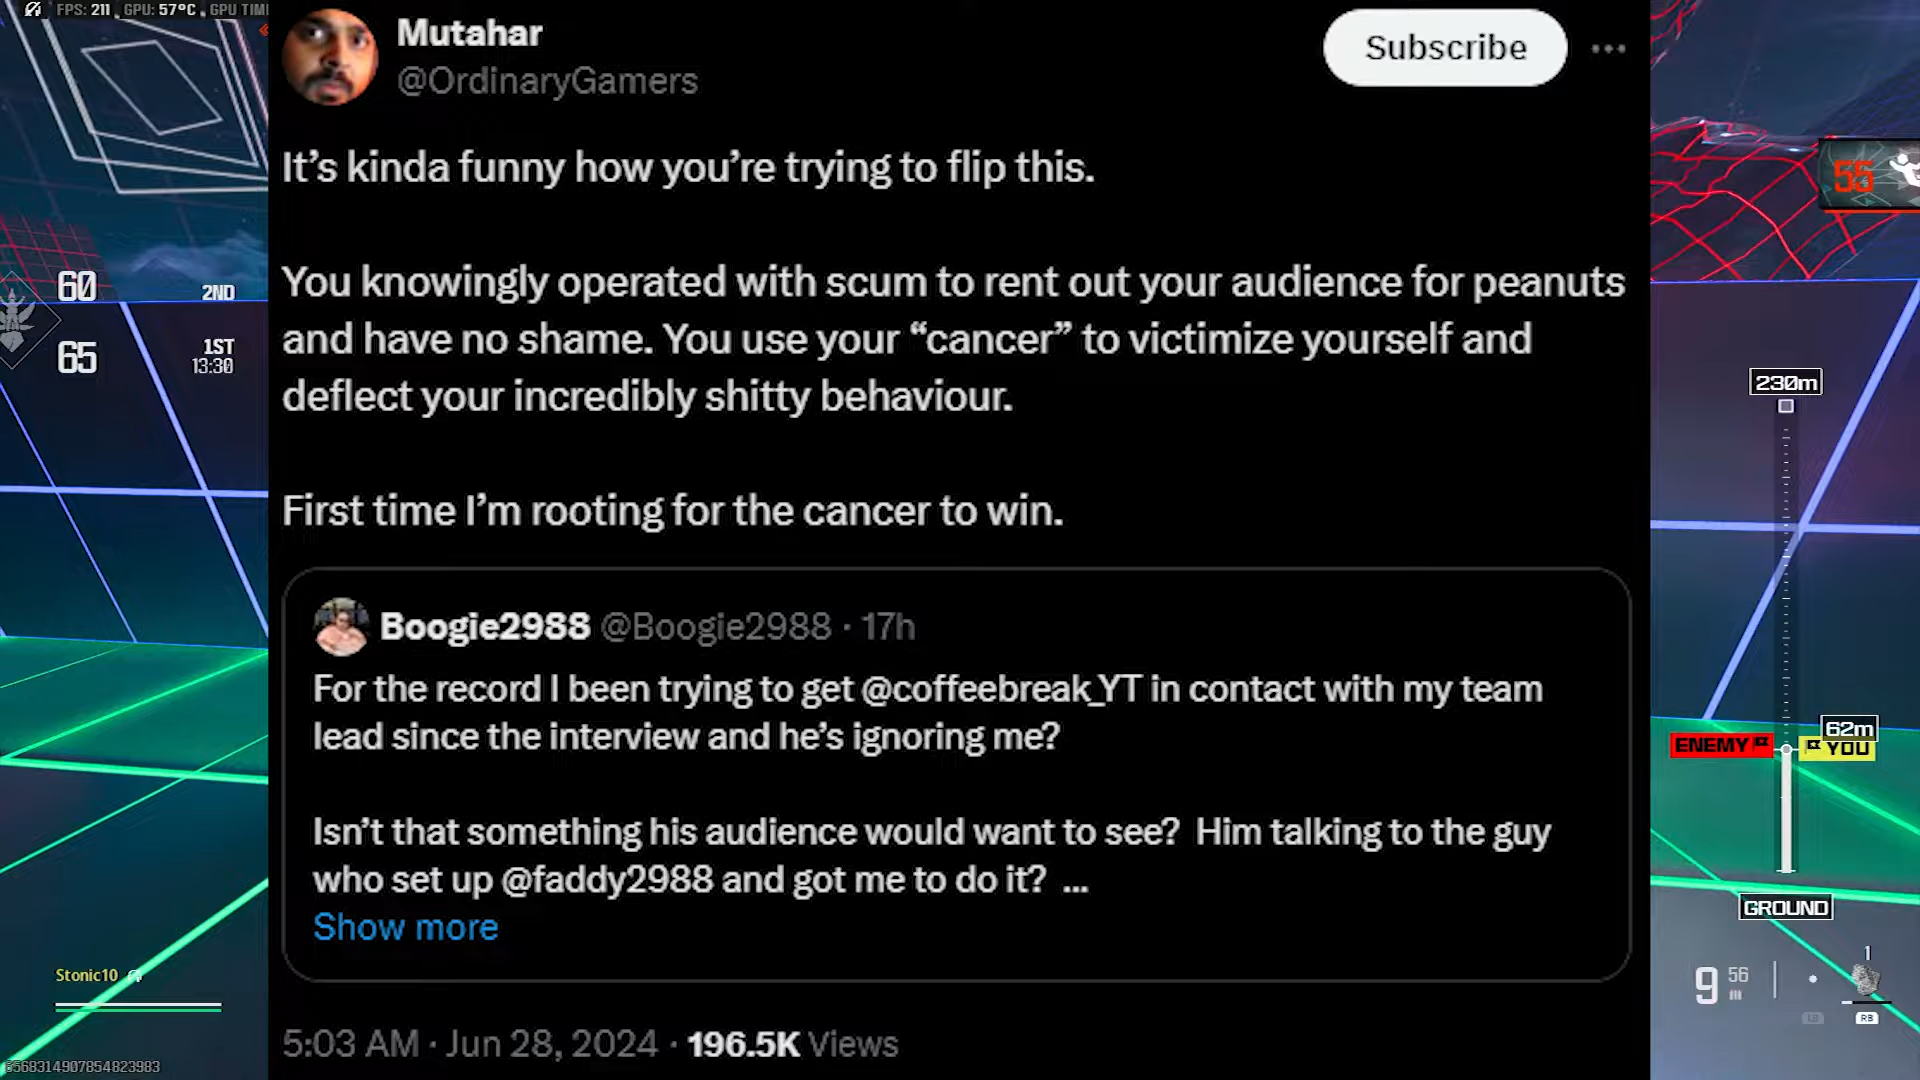 FPS: 211 GPU: 57°C GPU TIME
Mutahar
@OrdinaryGamers
Subscribe
It's kinda funny how you're trying to flip this.
You knowingly operated with scum to rent out your audience for peanuts
and have no shame. You use your “cancer” to victimize yourself and
deflect your incredibly shitty behaviour.
First time I'm rooting for the cancer to win.
Boogie2988 @Boogie2988 · 17h
For the record I been trying to get @coffeebreak_YT in contact with my team
lead since the interview and he's ignoring me?
Isn't that something his audience would want to see?  Him talking to the guy
who set up @faddy2988 and got me to do it?  ...
Show more
5:03 AM · Jun 28, 2024 · 196.5K Views
60 2ND
65 1ST
13:30
55
230m
62m
ENEMY
YOU
GROUND
Stonic10
9 56
1
RB